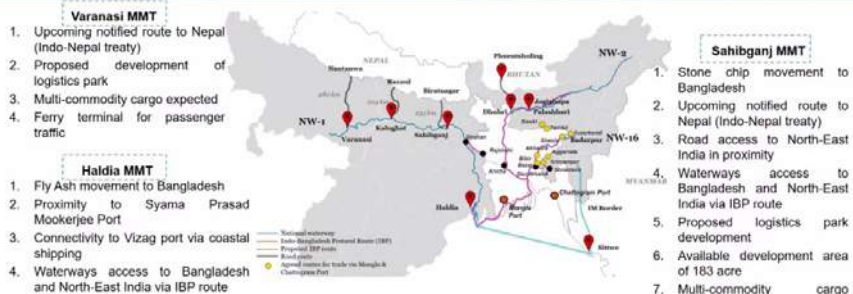 Varanasi MMT
1. Upcoming notified route to Nepal
(Indo-Nepal treaty)
2. Proposed development of
logistics park
3. Multi-commodity cargo expected
4. Ferry terminal for passenger
traffic
Haldia MMT
1. Fly Ash movement to Bangladesh
2. Proximity to Syama Prasad
Mookerjee Port
3. Connectivity to Vizag port via coastal
shipping
4. Waterways access to Bangladesh
and North-East India via IBP route
NEPAL
Nautanwa
Raxaul
Biratnagar
Phuentsholing
BHUTAN
NW-2
NW-1
Varanasi
Kalughat
Sahibganj
Dhubri
Jogighopa
Pandu
NW-16
Badarpur
Haldia
Mongla
Port
Chattogram Port
MYANMAR
IM Border
Sittwe
National waterway
Indo-Bangladesh Protocol Route (IBP)
Proposed IBP route
Road route
Agreed routes for trade via Mongla &
Chattogram Port
Sahibganj MMT
1. Stone chip movement to
Bangladesh
2. Upcoming notified route to
Nepal (Indo-Nepal treaty)
3. Road access to North-East
India in proximity
4. Waterways access to
Bangladesh and North-East
India via IBP route
5. Proposed logistics park
development
6. Available development area
of 183 acre
7. Multi-commodity cargo